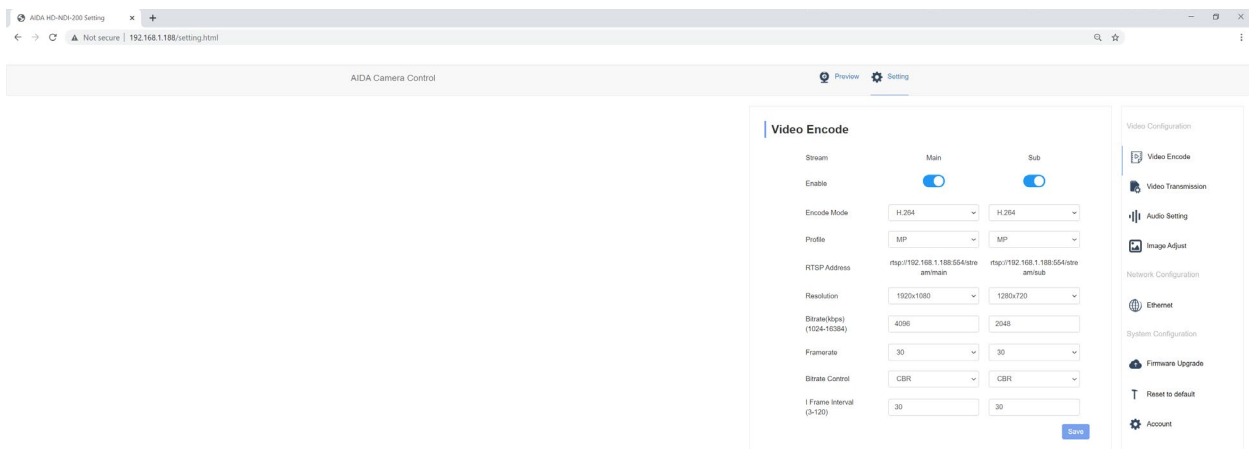 AIDA HD-NDI-200 Setting
Not secure | 192.168.1.188/setting.html
AIDA Camera Control
Preview
Setting
Video Encode
Stream Main Sub
Enable
Encode Mode H.264 H.264
Profile MP MP
RTSP Address rtsp://192.168.1.188:554/stre rtsp://192.168.1.188:554/stre
am/main am/sub
Resolution 1920x1080 1280x720
Bitrate(kbps)
(1024-16384) 4096 2048
Framerate 30 30
Bitrate Control CBR CBR
I Frame Interval
(3-120) 30 30
Save
Video Configuration
Video Encode
Video Transmission
Audio Setting
Image Adjust
Network Configuration
Ethernet
System Configuration
Firmware Upgrade
Reset to default
Account